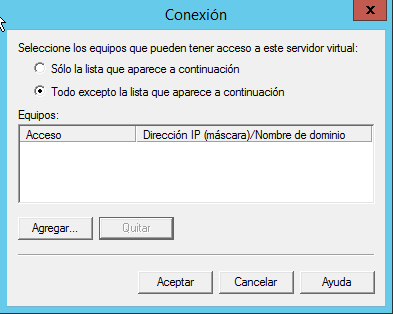 Conexión
x
Seleccione los equipos que pueden tener acceso a este servidor virtual:
Sólo la lista que aparece a continuación
Todo excepto la lista que aparece a continuación
Equipos:
Acceso Dirección IP (máscara)/Nombre de dominio
Agregar... Quitar
Aceptar Cancelar Ayuda